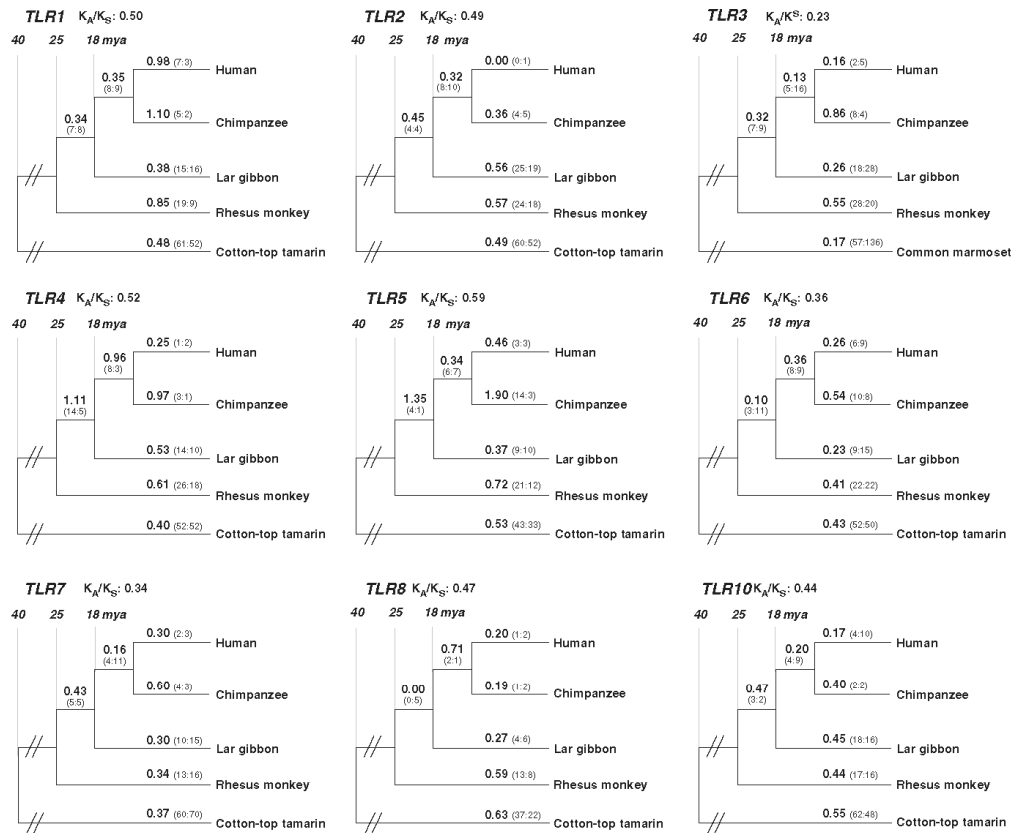 TLR1 KA/KS: 0.50
40 25 18 mya
0.98 (7:3) Human
0.35 (8:9)
1.10 (5:2) Chimpanzee
0.34 (7:8)
0.38 (15:16) Lar gibbon
0.85 (19:9) Rhesus monkey
0.48 (61:52) Cotton-top tamarin
TLR2 KA/KS: 0.49
40 25 18 mya
0.00 (0:1) Human
0.32 (8:10)
0.36 (4:5) Chimpanzee
0.45 (4:4)
0.56 (25:19) Lar gibbon
0.57 (24:18) Rhesus monkey
0.49 (60:52) Cotton-top tamarin
TLR3 KA/KS: 0.23
40 25 18 mya
0.16 (2:5) Human
0.13 (5:16)
0.86 (8:4) Chimpanzee
0.32 (7:9)
0.26 (18:28) Lar gibbon
0.55 (28:20) Rhesus monkey
0.17 (57:136) Common marmoset
TLR4 KA/KS: 0.52
40 25 18 mya
0.25 (1:2) Human
0.96 (8:3)
0.97 (3:1) Chimpanzee
1.11 (14:5)
0.53 (14:10) Lar gibbon
0.61 (26:18) Rhesus monkey
0.40 (52:52) Cotton-top tamarin
TLR5 KA/KS: 0.59
40 25 18 mya
0.46 (3:3) Human
0.34 (6:7)
1.90 (14:3) Chimpanzee
1.35 (4:1)
0.37 (9:10) Lar gibbon
0.72 (21:12) Rhesus monkey
0.53 (43:33) Cotton-top tamarin
TLR6 KA/KS: 0.36
40 25 18 mya
0.26 (6:9) Human
0.36 (8:9)
0.54 (10:8) Chimpanzee
0.10 (3:11)
0.23 (9:15) Lar gibbon
0.41 (22:22) Rhesus monkey
0.43 (52:50) Cotton-top tamarin
TLR7 KA/KS: 0.34
40 25 18 mya
0.30 (2:3) Human
0.16 (4:11)
0.60 (4:3) Chimpanzee
0.43 (5:5)
0.30 (10:15) Lar gibbon
0.34 (13:16) Rhesus monkey
0.37 (60:70) Cotton-top tamarin
TLR8 KA/KS: 0.47
40 25 18 mya
0.20 (1:2) Human
0.71 (2:1)
0.19 (1:2) Chimpanzee
0.00 (0:5)
0.27 (4:6) Lar gibbon
0.59 (13:8) Rhesus monkey
0.63 (37:22) Cotton-top tamarin
TLR10 KA/KS: 0.44
40 25 18 mya
0.17 (4:10) Human
0.20 (4:9)
0.40 (2:2) Chimpanzee
0.47 (3:2)
0.45 (18:16) Lar gibbon
0.44 (17:16) Rhesus monkey
0.55 (62:48) Cotton-top tamarin